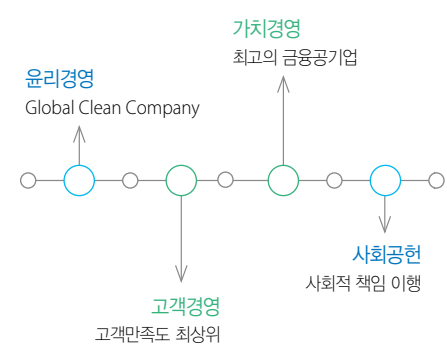 가치경영
최고의 금융공기업
윤리경영
Global Clean Company
사회공헌
사회적 책임 이행
고객경영
고객만족도 최상위